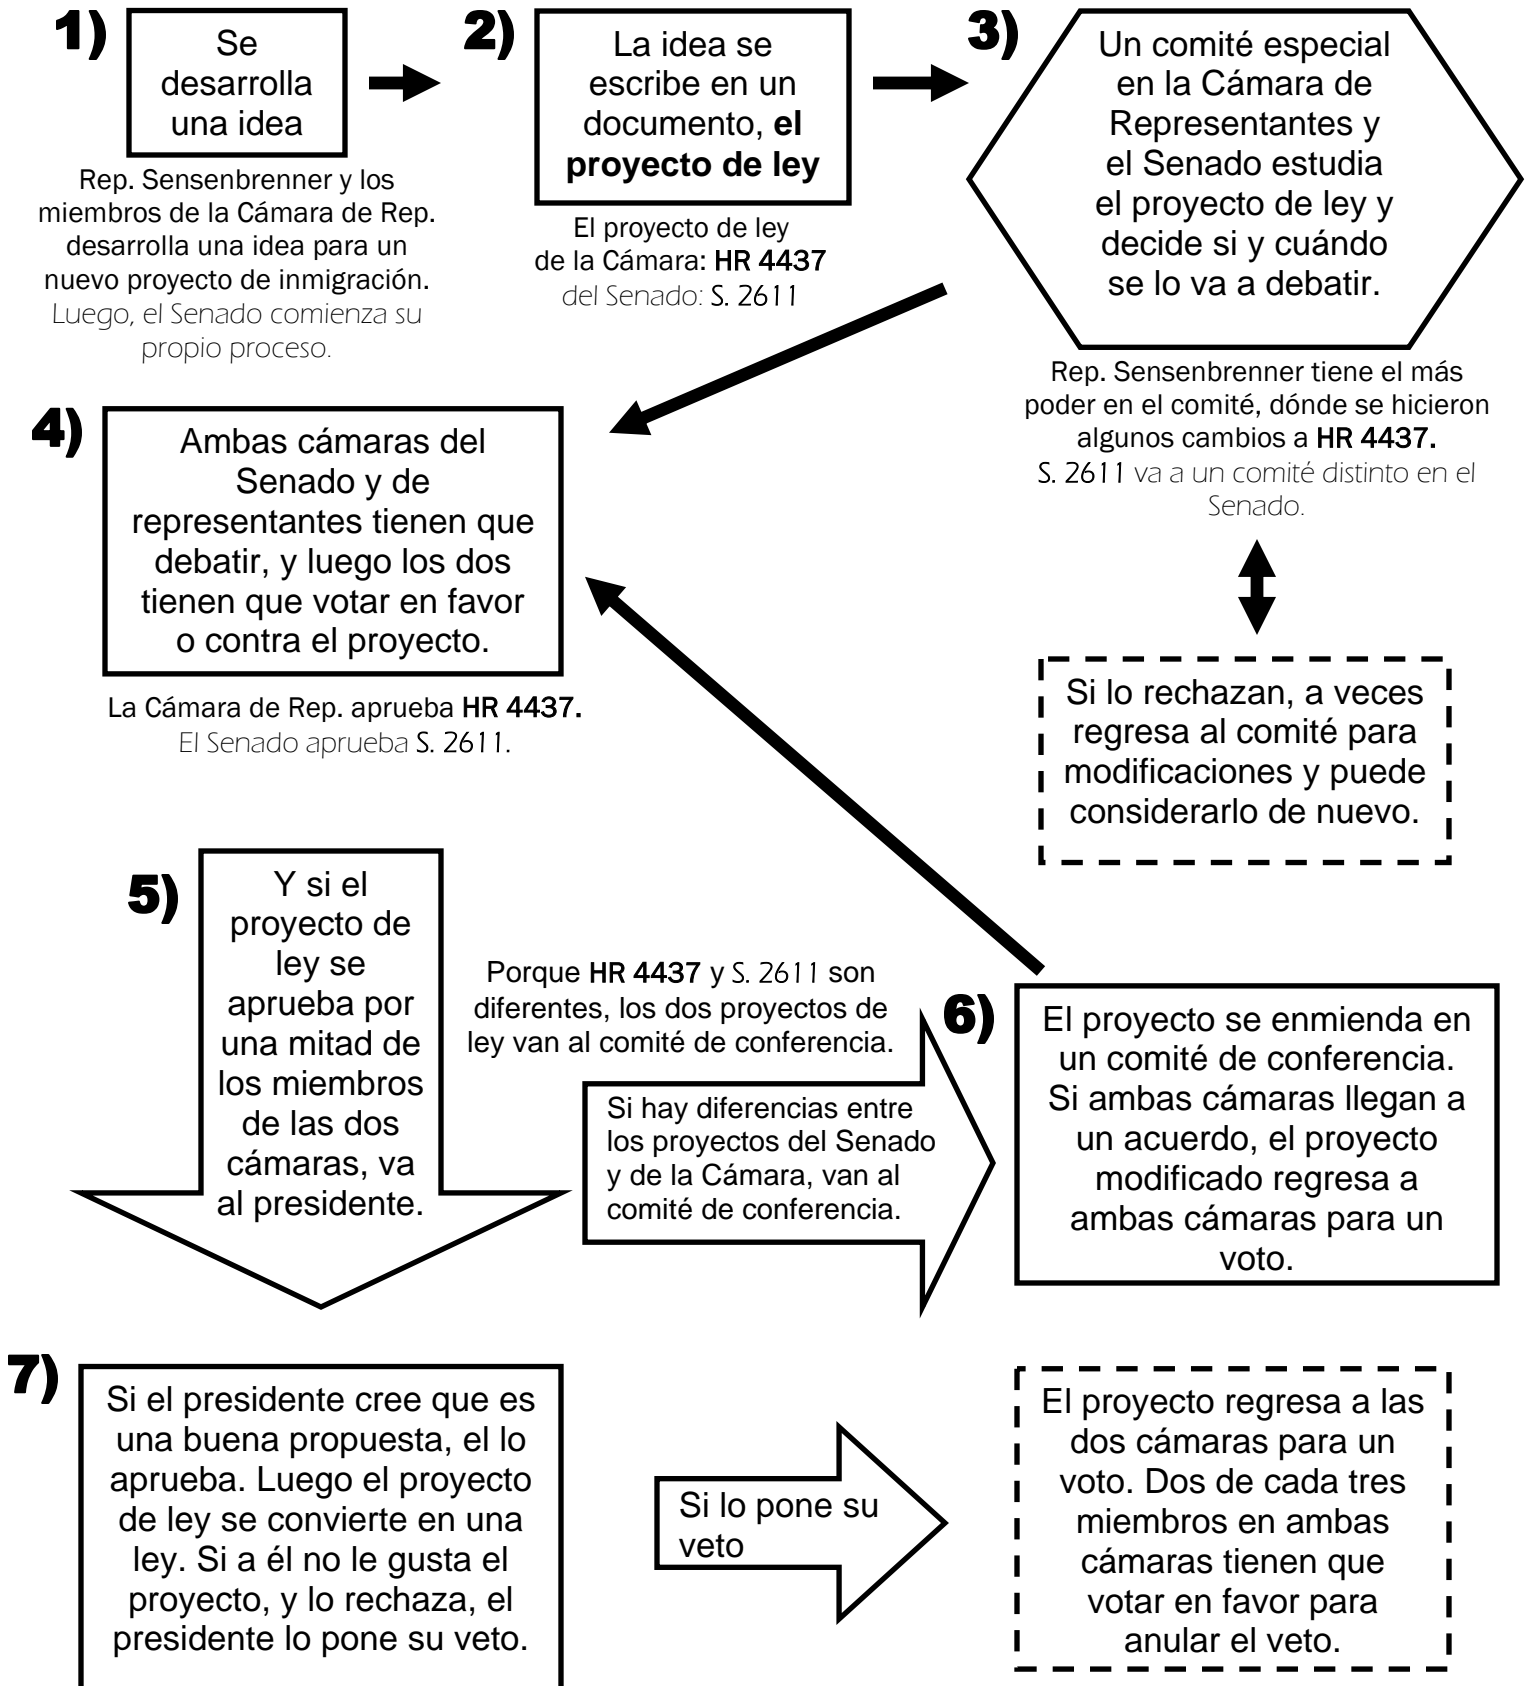 1)
Se
desarrolla
una idea
Rep. Sensenbrenner y los
miembros de la Cámara de Rep.
desarrolla una idea para un
nuevo proyecto de inmigración.
Luego, el Senado comienza su
propio proceso.
2)
La idea se
escribe en un
documento, el
proyecto de ley
El proyecto de ley
de la Cámara: HR 4437
del Senado: S. 2611
3)
Un comité especial
en la Cámara de
Representantes y
el Senado estudia
el proyecto de ley y
decide si y cuándo
se lo va a debatir.
Rep. Sensenbrenner tiene el más
poder en el comité, dónde se hicieron
algunos cambios a HR 4437.
S. 2611 va a un comité distinto en el
Senado.
Si lo rechazan, a veces
regresa al comité para
modificaciones y puede
considerarlo de nuevo.
4)
Ambas cámaras del
Senado y de
representantes tienen que
debatir, y luego los dos
tienen que votar en favor
o contra el proyecto.
La Cámara de Rep. aprueba HR 4437.
El Senado aprueba S. 2611.
5)
Y si el
proyecto de
ley se
aprueba por
una mitad de
los miembros
de las dos
cámaras, va
al presidente.
Porque HR 4437 y S. 2611 son
diferentes, los dos proyectos de
ley van al comité de conferencia.
Si hay diferencias entre
los proyectos del Senado
y de la Cámara, van al
comité de conferencia.
6)
El proyecto se enmienda en
un comité de conferencia.
Si ambas cámaras llegan a
un acuerdo, el proyecto
modificado regresa a
ambas cámaras para un
voto.
7)
Si el presidente cree que es
una buena propuesta, el lo
aprueba. Luego el proyecto
de ley se convierte en una
ley. Si a él no le gusta el
proyecto, y lo rechaza, el
presidente lo pone su veto.
Si lo pone su
veto
El proyecto regresa a las
dos cámaras para un
voto. Dos de cada tres
miembros en ambas
cámaras tienen que
votar en favor para
anular el veto.